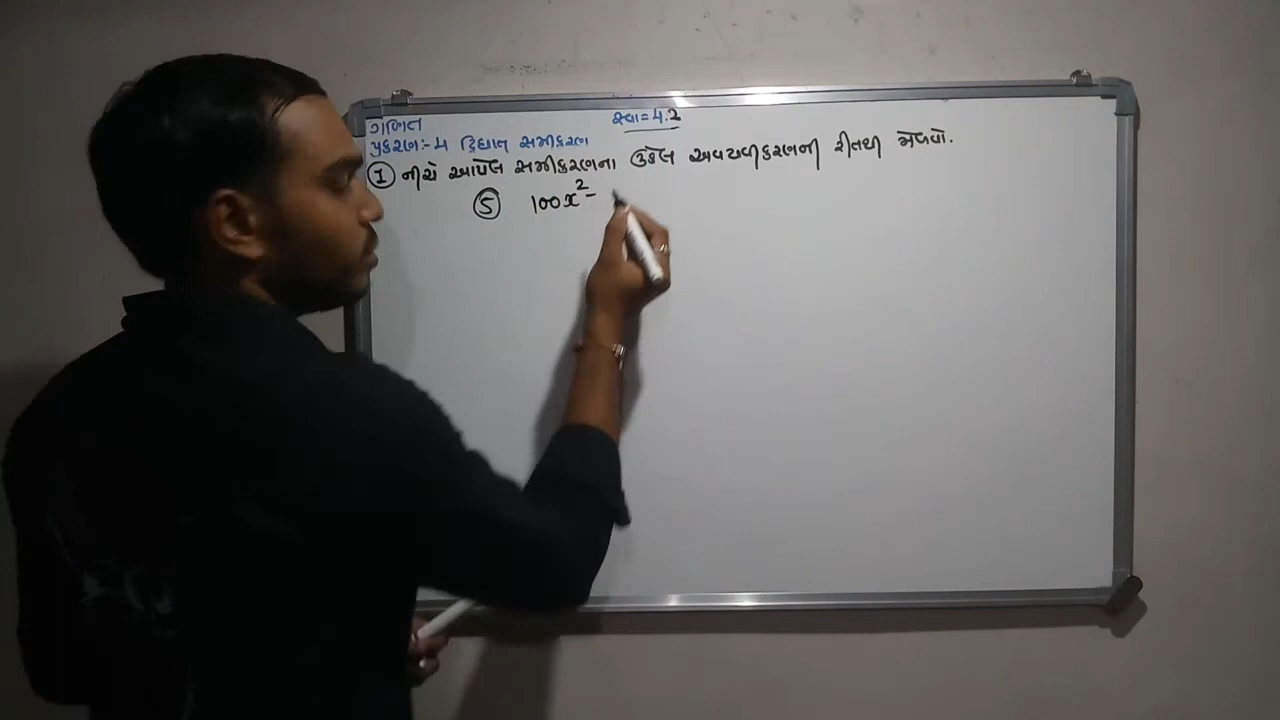 ગણિત
સ્વા = 4.2
પ્રકરણ:- 4 દ્વિઘાત સમીકરણ
① નીચે આપેલ સમીકરણના ઉકેલ અવયવીકરણની રીતથી મેળવો.
⑤ 100x² -